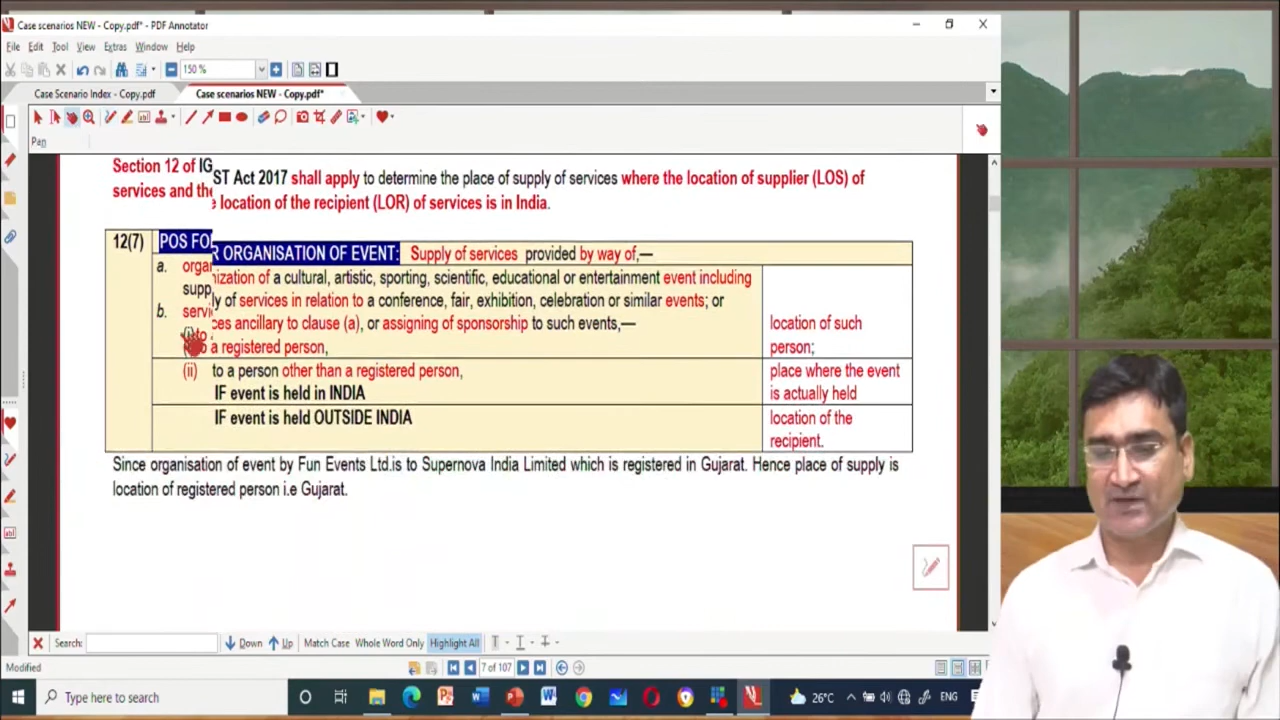 Case scenarios NEW - Copy.pdf* - PDF Annotator
File Edit Tool View Extras Window Help
150 %
Case Scenario Index - Copy.pdf Case scenarios NEW - Copy.pdf*
Pan
Section 12 of IGST Act 2017 shall apply to determine the place of supply of services where the location of supplier (LOS) of
services and the location of the recipient (LOR) of services is in India.
12(7) POS FOR ORGANISATION OF EVENT: Supply of services provided by way of,—
a. organization of a cultural, artistic, sporting, scientific, educational or entertainment event including
supply of services in relation to a conference, fair, exhibition, celebration or similar events; or
b. services ancillary to clause (a), or assigning of sponsorship to such events,—
(i) to a registered person,
location of such
person;
(ii) to a person other than a registered person,
IF event is held in INDIA
place where the event
is actually held
IF event is held OUTSIDE INDIA
location of the
recipient.
Since organisation of event by Fun Events Ltd.is to Supernova India Limited which is registered in Gujarat. Hence place of supply is
location of registered person i.e Gujarat.
Search: Down Up Match Case Whole Word Only Highlight All
Modified 7 of 107
Type here to search 26°C ENG